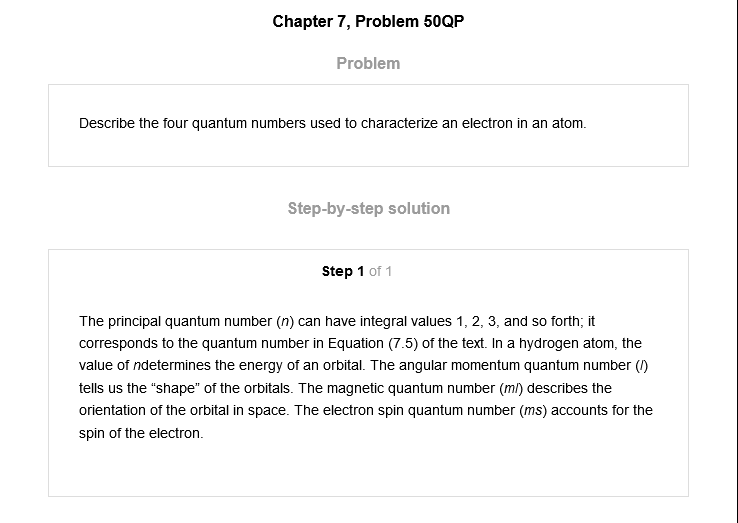 Chapter 7, Problem 50QP
Problem
Describe the four quantum numbers used to characterize an electron in an atom.
Step-by-step solution
Step 1 of 1
The principal quantum number (n) can have integral values 1, 2, 3, and so forth; it
corresponds to the quantum number in Equation (7.5) of the text. In a hydrogen atom, the
value of ndetermines the energy of an orbital. The angular momentum quantum number (l)
tells us the “shape” of the orbitals. The magnetic quantum number (ml) describes the
orientation of the orbital in space. The electron spin quantum number (ms) accounts for the
spin of the electron.